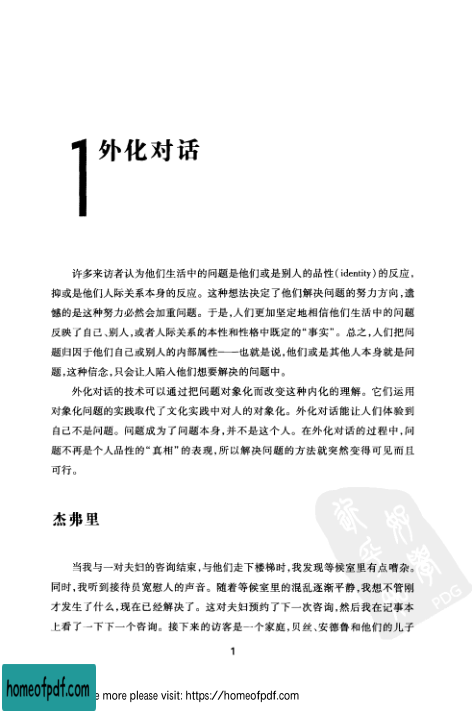 1 外化对话
许多来访者认为他们生活中的问题是他们或是别人的品性(identity)的反应,
抑或是他们人际关系本身的反应。这种想法决定了他们解决问题的努力方向,遗
憾的是这种努力必然会加重问题。于是,人们更加坚定地相信他们生活中的问题
反映了自己、别人,或者人际关系的本性和性格中既定的“事实”。总之,人们把问
题归因于他们自己或别人的内部属性——也就是说,他们或是其他人本身就是问
题,这种信念,只会让人陷入他们想要解决的问题中。
外化对话的技术可以通过把问题对象化而改变这种内化的理解。它们运用
对象化问题的实践取代了文化实践中对人的对象化。外化对话能让人们体验到
自己不是问题。问题成为了问题本身,并不是这个人。在外化对话的过程中,问
题不再是个人品性的“真相”的表现,所以解决问题的方法就突然变得可见而且
可行。
杰弗里
当我与一对夫妇的咨询结束,与他们走下楼梯时,我发现等候室里有点嘈杂。
同时,我听到接待员宽慰人的声音。随着等候室里的混乱逐渐平静,我想不管刚
才发生了什么,现在已经解决了。这对夫妇预约了下一次咨询,然后我在记事本
上看了一下下一个咨询。接下来的访客是一个家庭,贝丝、安德鲁和他们的儿子
1
PDG
homeofpdf.com
e more please visit: https://homeofpdf.com